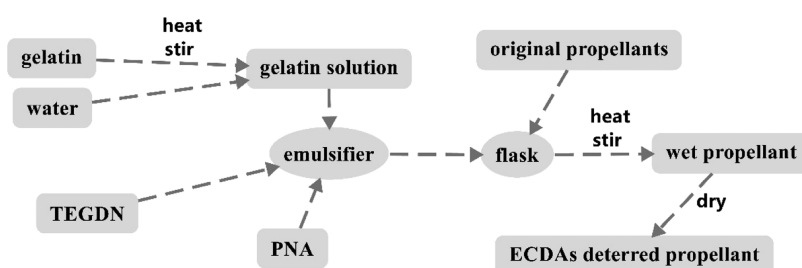 heat
stir
gelatin
water
gelatin solution
original propellants
emulsifier
flask
heat
stir
wet propellant
TEGDN
PNA
dry
ECDAs deterred propellant